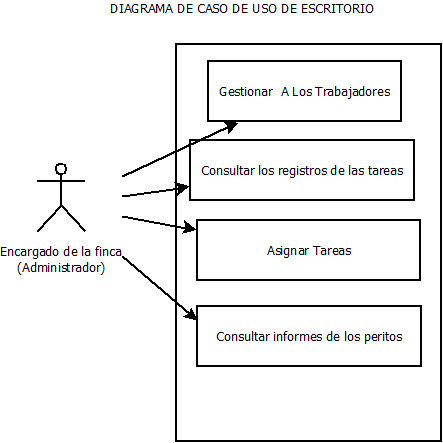 DIAGRAMA DE CASO DE USO DE ESCRITORIO
Gestionar A Los Trabajadores
Consultar los registros de las tareas
Encargado de la finca
(Administrador)
Asignar Tareas
Consultar informes de los peritos